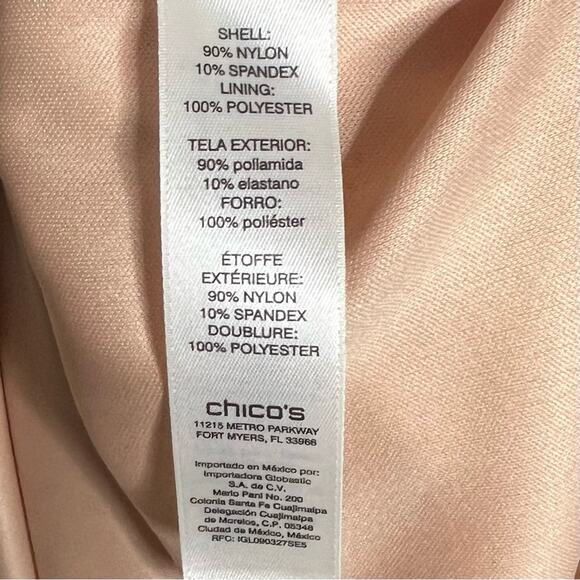 SHELL:
90% NYLON
10% SPANDEX
LINING:
100% POLYESTER
TELA EXTERIOR:
90% poliamida
10% elastano
FORRO:
100% poliéster
ÉTOFFE
EXTÉRIEURE:
90% NYLON
10% SPANDEX
DOUBLURE:
100% POLYESTER
chico's
11215 METRO PARKWAY
FORT MYERS, FL 33966
Importado en México por:
Importadora Globastic
S.A. de C.V.
Mario Pani No. 200
Colonia Santa Fe Cuajimalpa
Delegación Cuajimalpa
de Morelos, C.P. 05348
Ciudad de México, México
RFC: IGL090327SE5